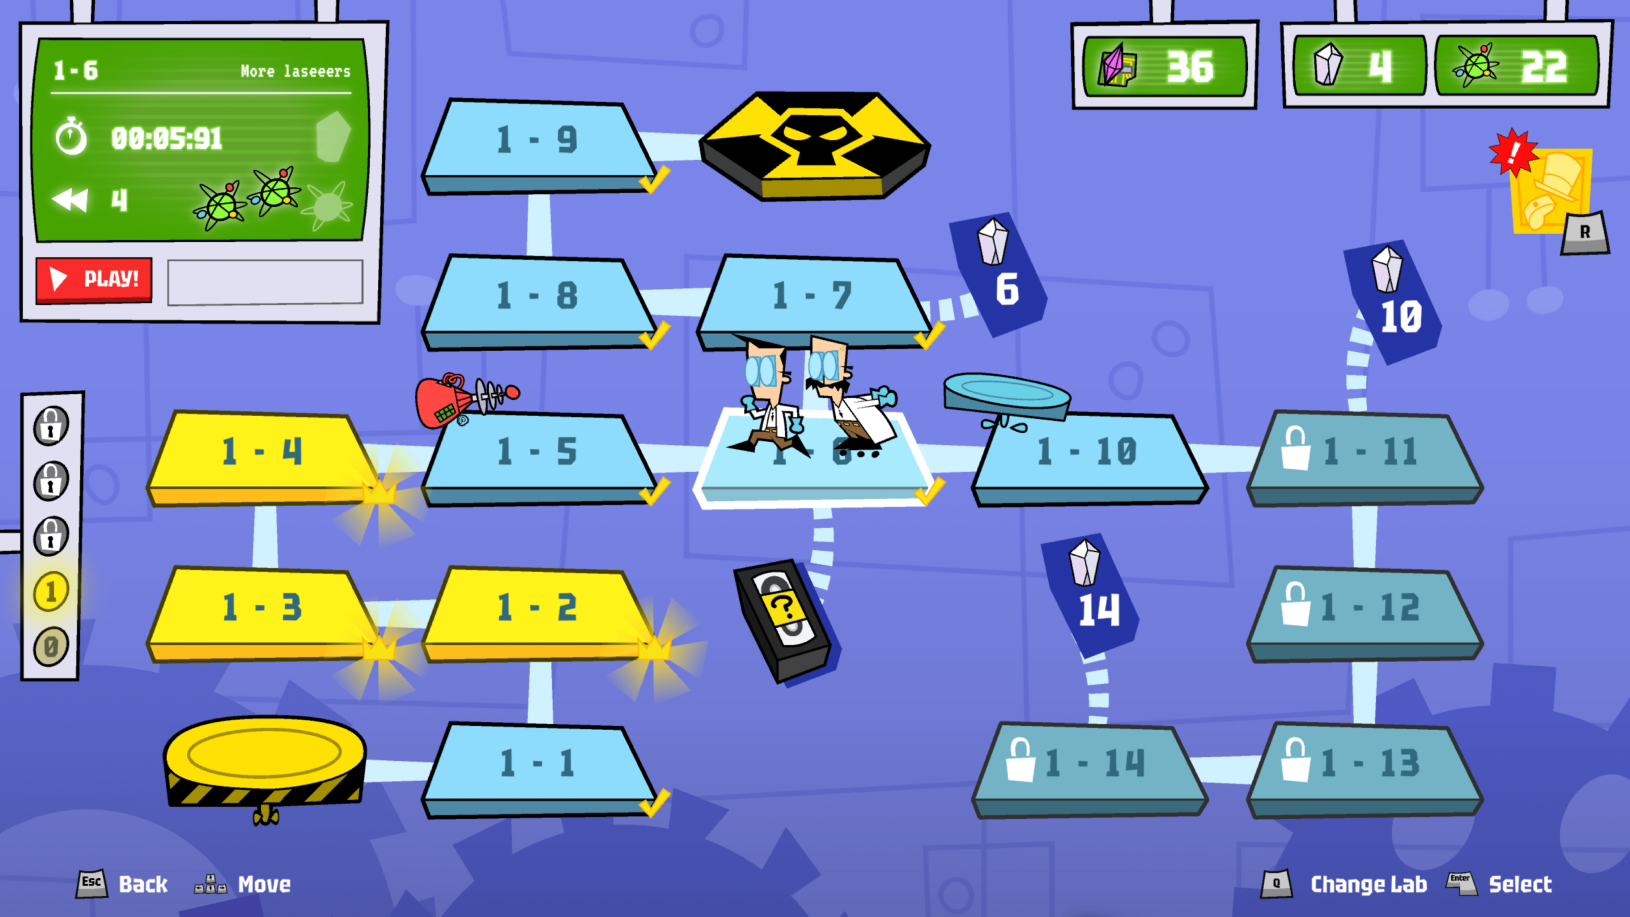 1-6 More laseeers
00:05:91
4
PLAY!
36
4
22
!
R
1 - 9
1 - 8
1 - 7
6
10
1 - 4
1 - 5
1 - 6
1 - 10
1 - 11
1
0
1 - 3
1 - 2
?
14
1 - 12
1 - 1
1 - 14
1 - 13
Esc Back Move
Q Change Lab Enter Select